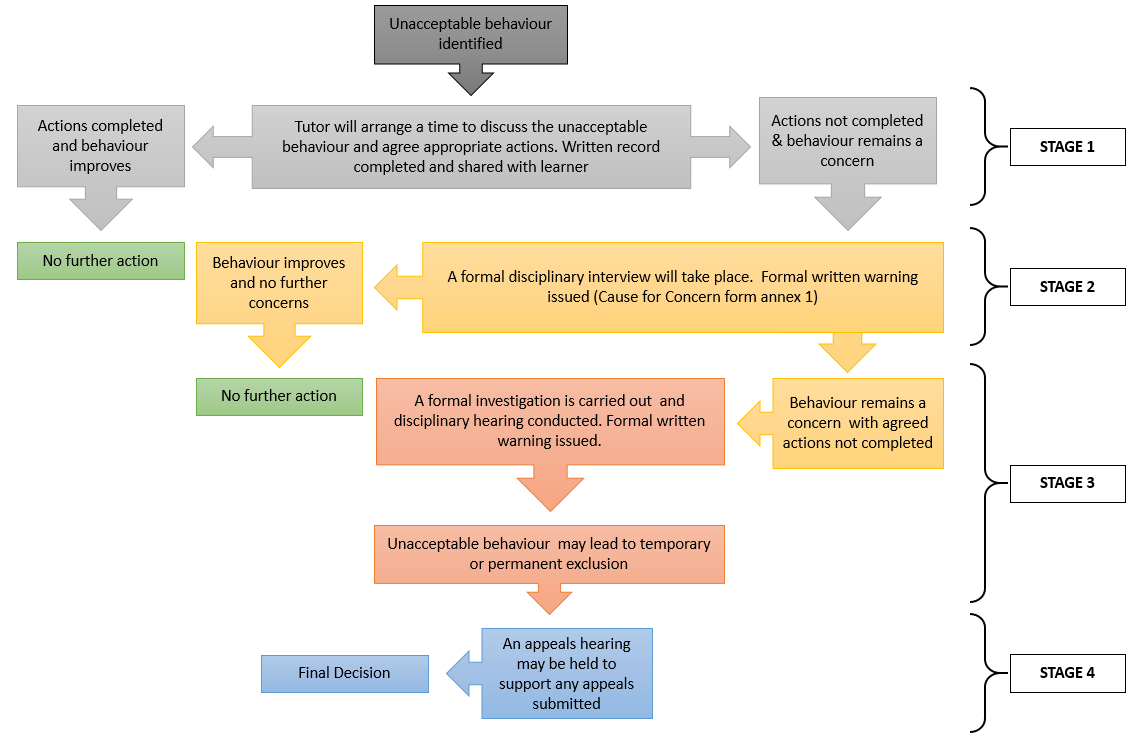 Unacceptable behaviour
identified
Actions completed
and behaviour
improves
Tutor will arrange a time to discuss the unacceptable
behaviour and agree appropriate actions. Written record
completed and shared with learner
Actions not completed
& behaviour remains a
concern
STAGE 1
No further action
Behaviour improves
and no further
concerns
A formal disciplinary interview will take place. Formal written warning
issued (Cause for Concern form annex 1)
STAGE 2
No further action
A formal investigation is carried out and
disciplinary hearing conducted. Formal written
warning issued.
Behaviour remains a
concern with agreed
actions not completed
STAGE 3
Unacceptable behaviour may lead to temporary
or permanent exclusion
Final Decision
An appeals hearing
may be held to
support any appeals
submitted
STAGE 4